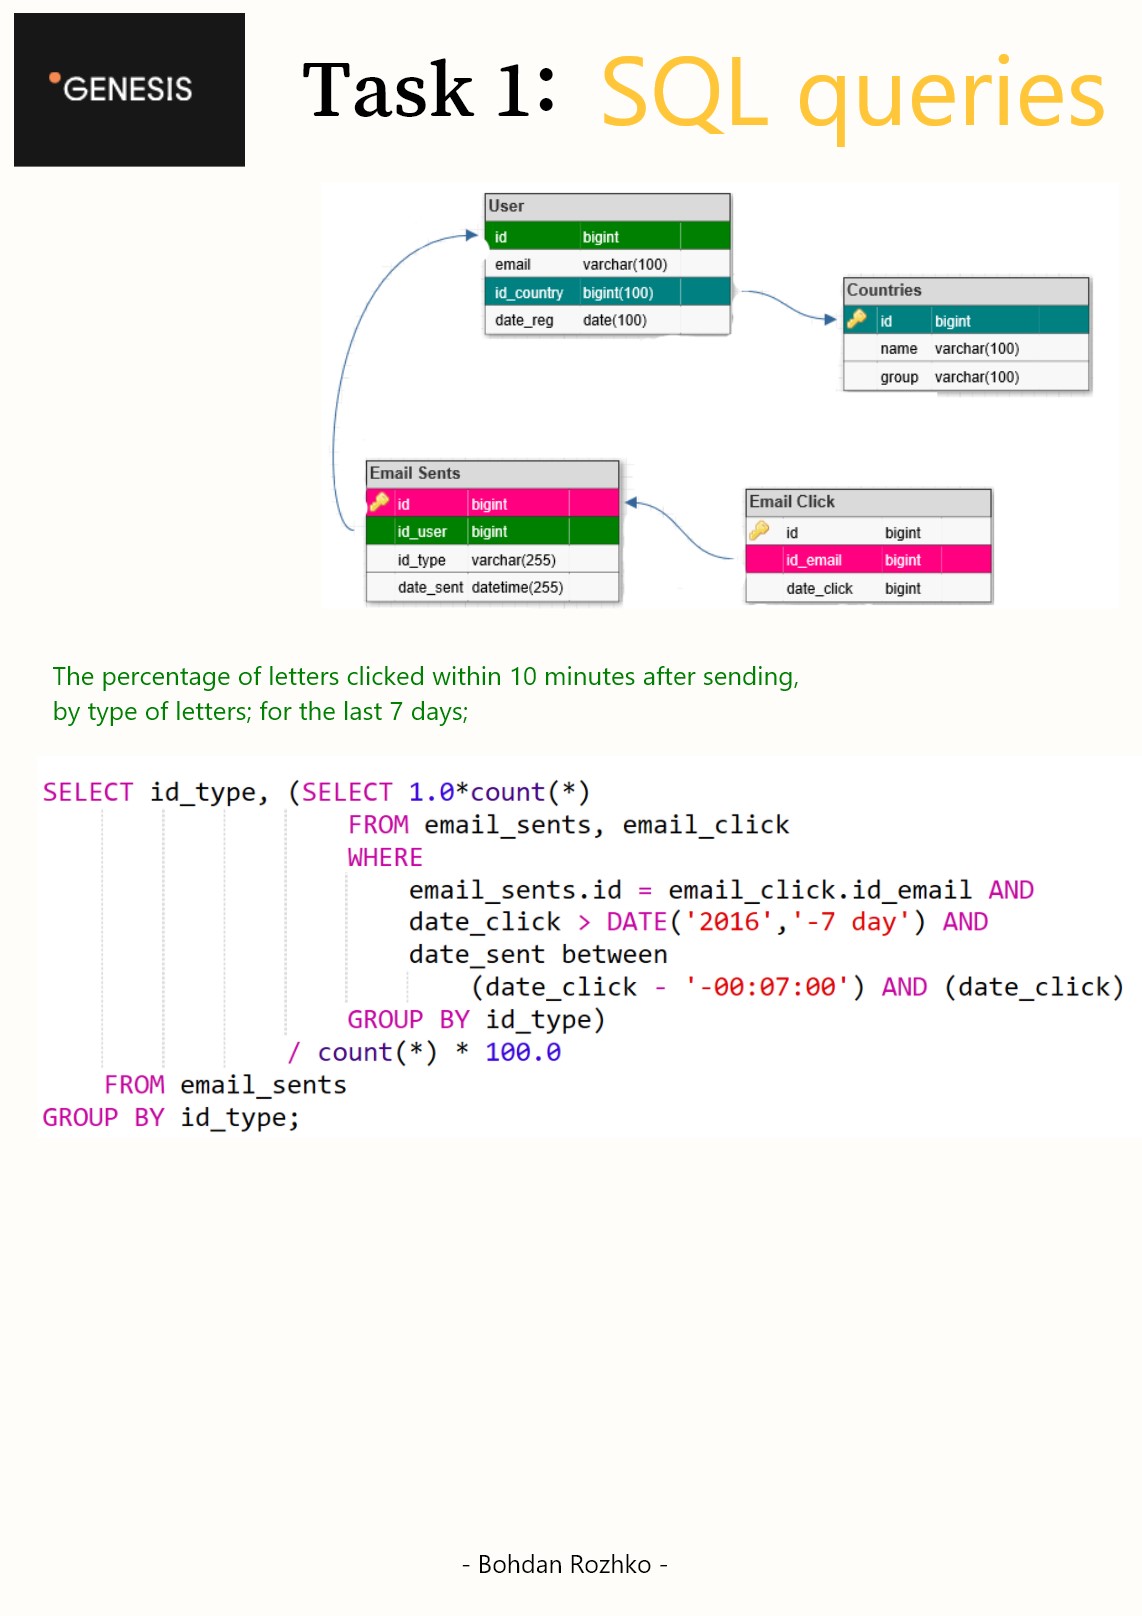 GENESIS
Task 1: SQL queries
User
id bigint
email varchar(100)
id_country bigint(100)
date_reg date(100)
Countries
id bigint
name varchar(100)
group varchar(100)
Email Sents
id bigint
id_user bigint
id_type varchar(255)
date_sent datetime(255)
Email Click
id bigint
id_email bigint
date_click bigint
The percentage of letters clicked within 10 minutes after sending,
by type of letters; for the last 7 days;
SELECT id_type, (SELECT 1.0*count(*)
FROM email_sents, email_click
WHERE
email_sents.id = email_click.id_email AND
date_click > DATE('2016','-7 day') AND
date_sent between
(date_click - '-00:07:00') AND (date_click)
GROUP BY id_type)
/ count(*) * 100.0
FROM email_sents
GROUP BY id_type;
- Bohdan Rozhko -